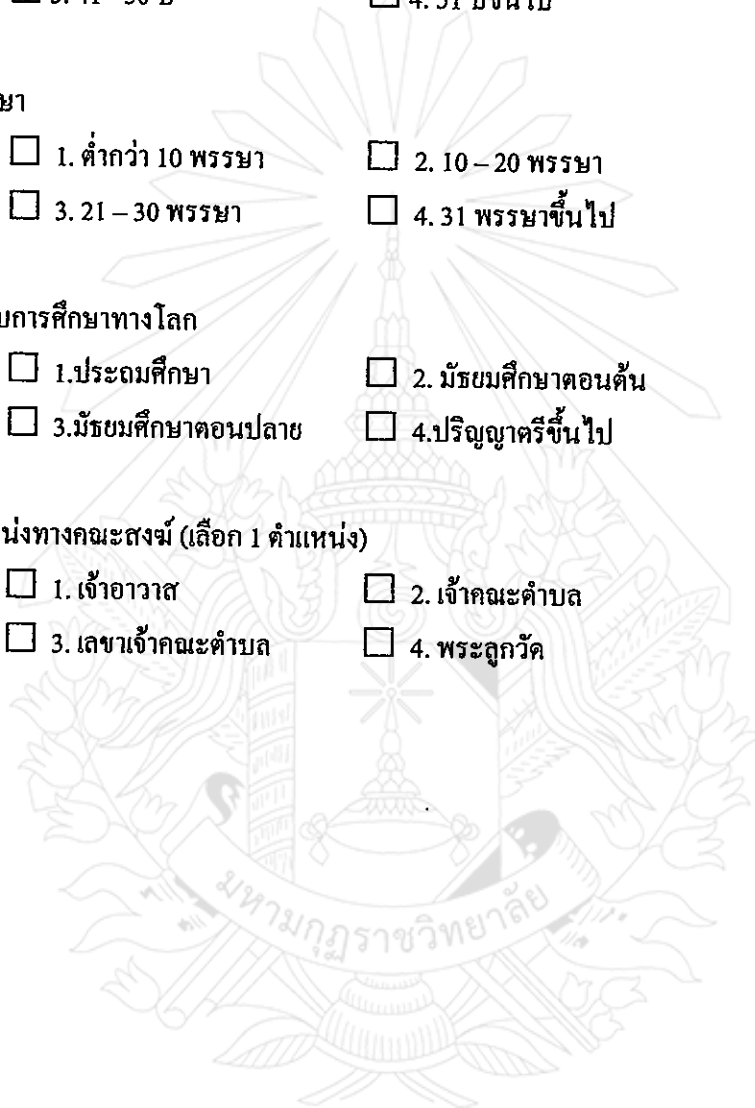 4. 51 ปีขึ้นไป
ษา
☐ 1. ต่ำกว่า 10 พรรษา ☐ 2. 10 – 20 พรรษา
☐ 3. 21 – 30 พรรษา ☐ 4. 31 พรรษาขึ้นไป
การศึกษาทางโลก
☐ 1.ประถมศึกษา ☐ 2. มัธยมศึกษาตอนต้น
☐ 3.มัธยมศึกษาตอนปลาย ☐ 4.ปริญญาตรีขึ้นไป
น่งทางคณะสงฆ์ (เลือก 1 ตำแหน่ง)
☐ 1. เจ้าอาวาส ☐ 2. เจ้าคณะตำบล
☐ 3. เลขาเจ้าคณะตำบล ☐ 4. พระลูกวัด
มหามกุฏราชวิทยาลัย